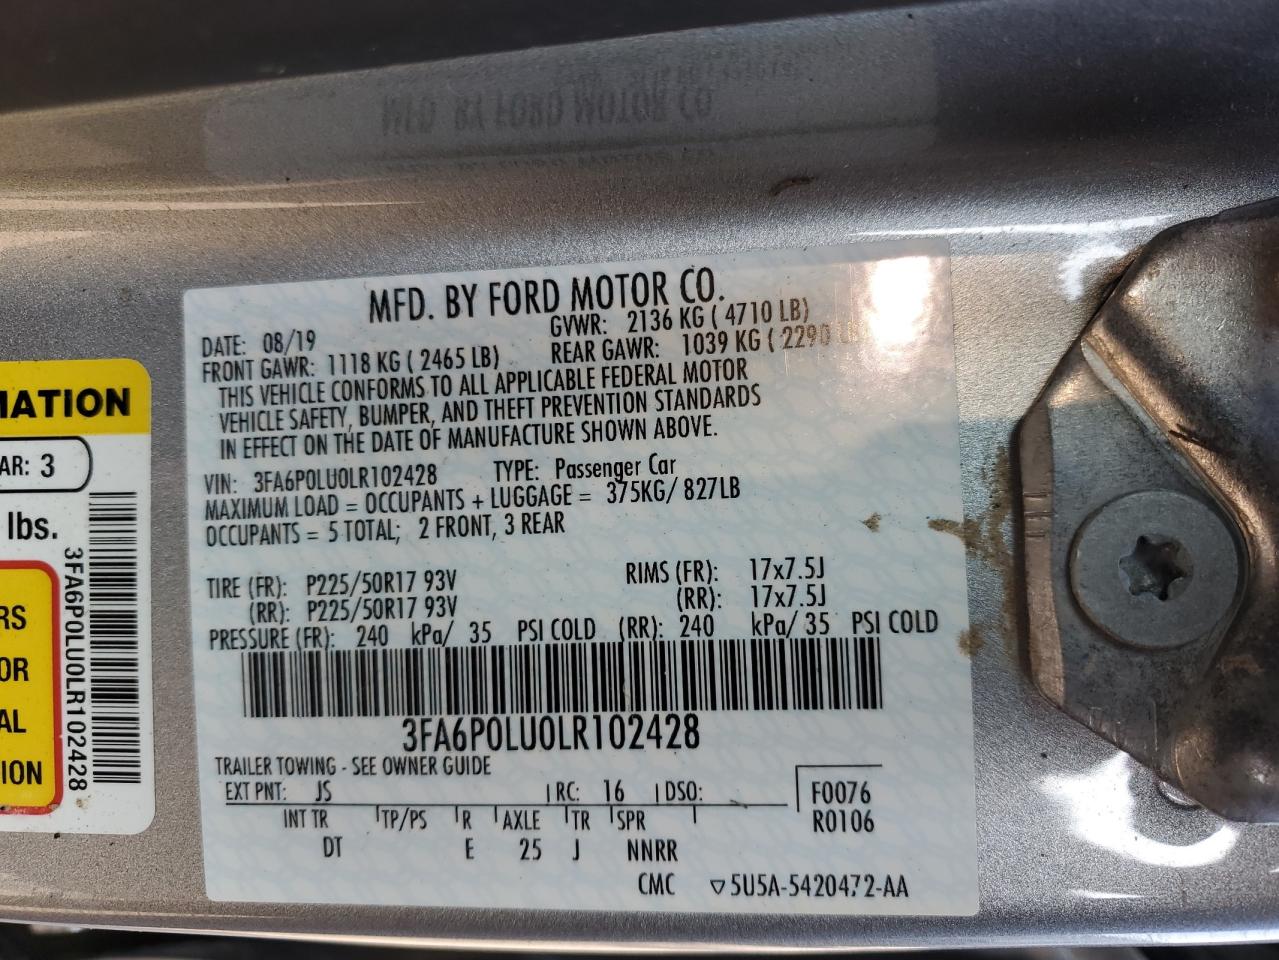 MFD. BY FORD MOTOR CO.
DATE: 08/19 GVWR: 2136 KG ( 4710 LB)
FRONT GAWR: 1118 KG ( 2465 LB) REAR GAWR: 1039 KG ( 2290 LB)
THIS VEHICLE CONFORMS TO ALL APPLICABLE FEDERAL MOTOR
VEHICLE SAFETY, BUMPER, AND THEFT PREVENTION STANDARDS
IN EFFECT ON THE DATE OF MANUFACTURE SHOWN ABOVE.
VIN: 3FA6P0LU0LR102428 TYPE: Passenger Car
MAXIMUM LOAD = OCCUPANTS + LUGGAGE = 375KG/ 827LB
OCCUPANTS = 5 TOTAL; 2 FRONT, 3 REAR
TIRE (FR): P225/50R17 93V RIMS (FR): 17x7.5J
(RR): P225/50R17 93V (RR): 17x7.5J
PRESSURE (FR): 240 kPa/ 35 PSI COLD (RR): 240 kPa/ 35 PSI COLD
3FA6P0LU0LR102428
TRAILER TOWING - SEE OWNER GUIDE
EXT PNT: JS RC: 16 DSO: F0076
INT TR TP/PS R AXLE TR SPR R0106
DT E 25 J NNRR
CMC ▽5U5A-5420472-AA
MATION
AR: 3
lbs.
RS
OR
AL
ION
3FA6P0LU0LR102428